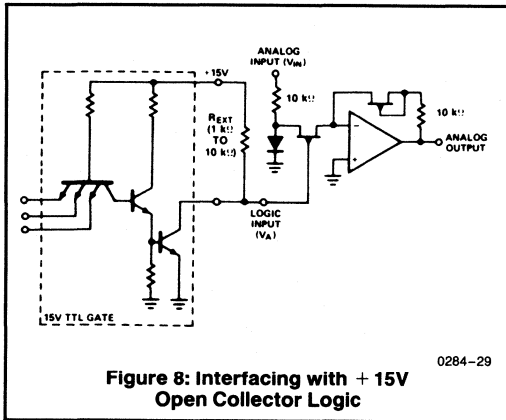 ANALOG
INPUT (VIN)
+15V
10 kΩ
REXT
(1 kΩ
TO
10 kΩ)
10 kΩ
ANALOG
OUTPUT
LOGIC
INPUT
(VA)
15V TTL GATE
0284-29
Figure 8: Interfacing with + 15V
Open Collector Logic